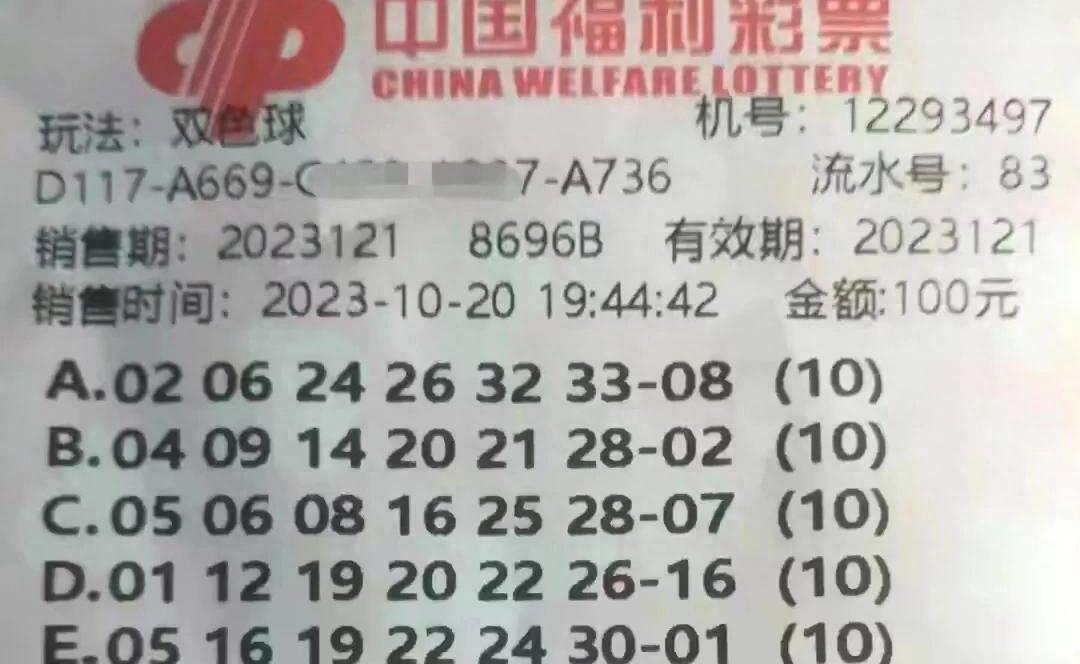 中国福利彩票
CHINA WELFARE LOTTERY
玩法：双色球 机号：12293497
D117-A669- 7-A736 流水号：83
销售期：2023121 8696B 有效期：2023121
销售时间：2023-10-20 19:44:42 金额:100元
A.02 06 24 26 32 33-08 (10)
B.04 09 14 20 21 28-02 (10)
C.05 06 08 16 25 28-07 (10)
D.01 12 19 20 22 26-16 (10)
E.05 16 19 22 24 30-01 (10)